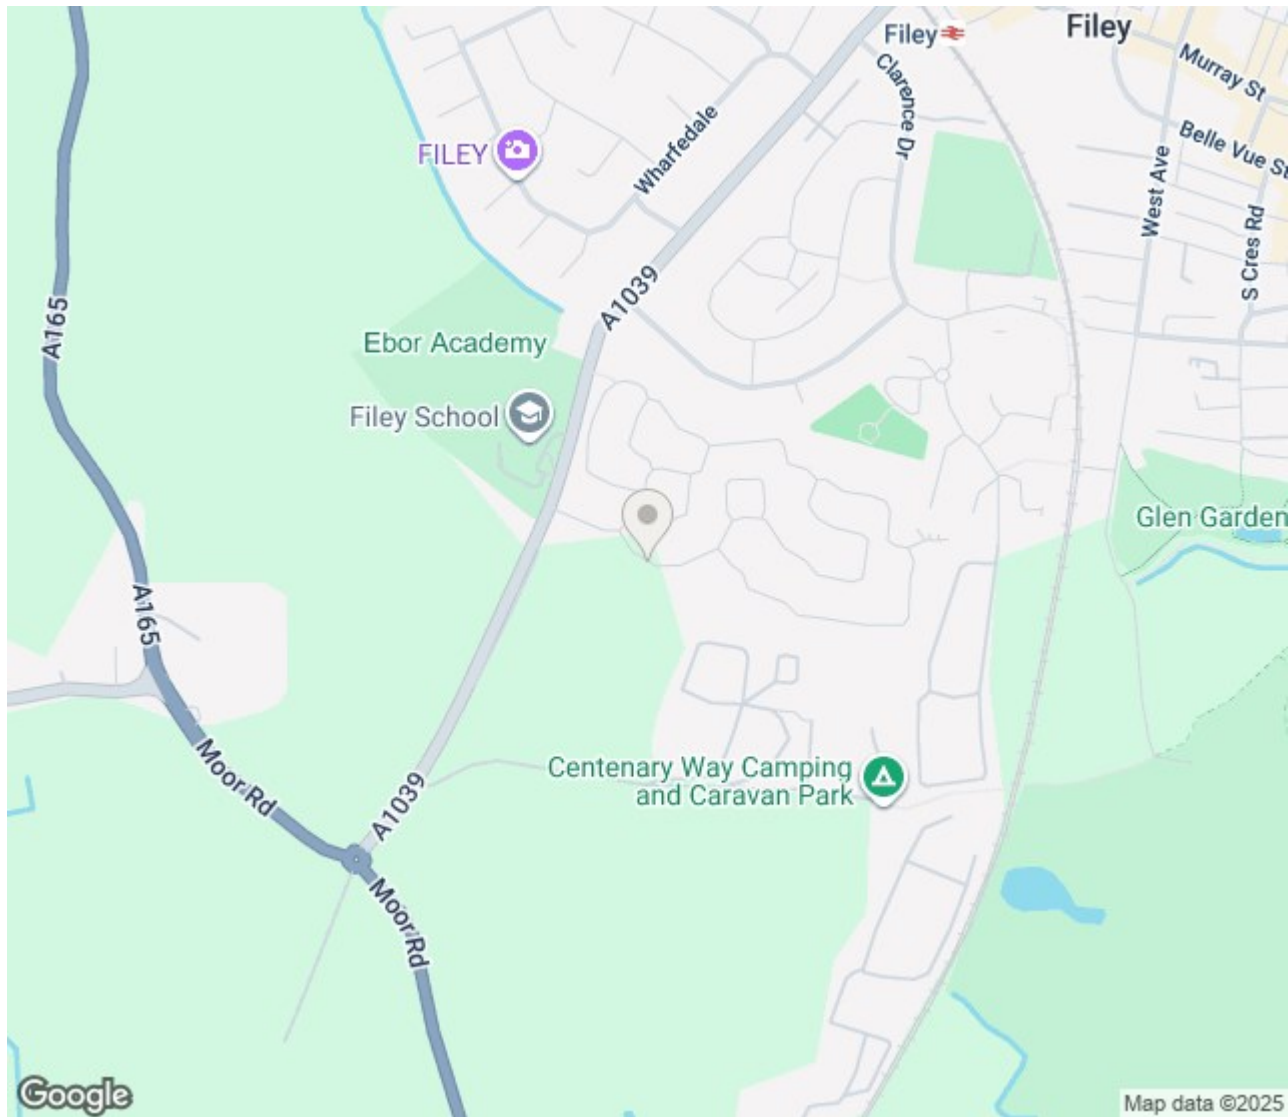 Filey
Filey
Murray St
Clarence Dr
Belle Vue St
FILEY
Wharfedale
West Ave
S Cres Rd
A165
A1039
Ebor Academy
Filey School
Glen Garden
A165
Moor Rd
Centenary Way Camping
and Caravan Park
A1039
Moor Rd
Google
Map data ©2025